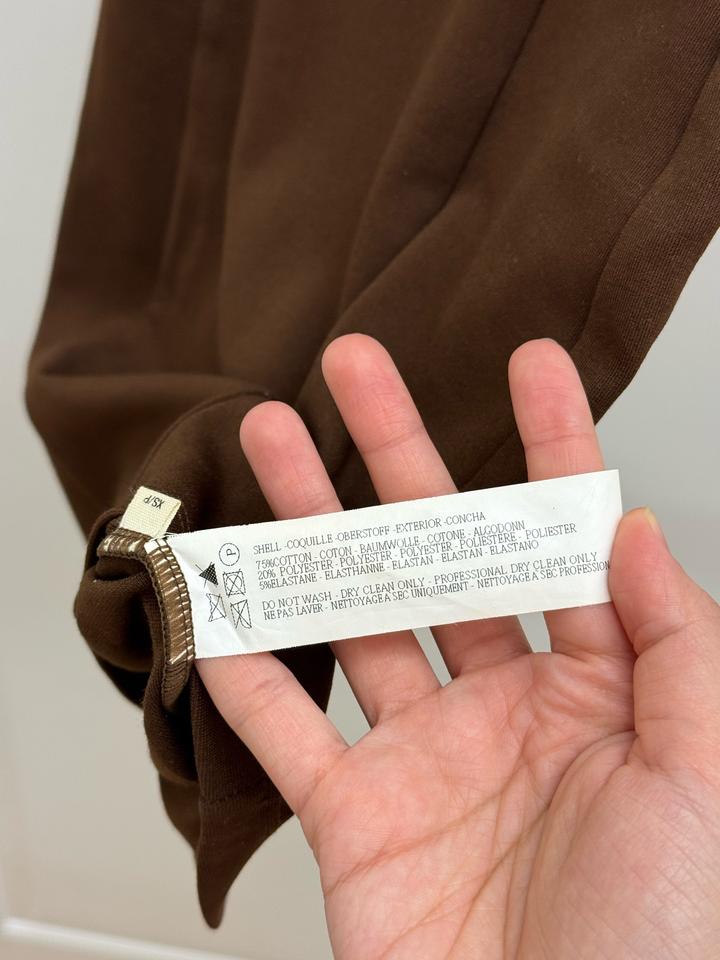 XS/P
P
SHELL -COQUILLE -OBERSTOFF -EXTERIOR -CONCHA
75%COTTON - COTON - BAUMWOLLE - COTONE - ALGODONN
20% POLYESTER - POLYESTER - POLYESTER - POLIESTERE - POLIESTER
5%ELASTANE - ELASTHANNE - ELASTAN - ELASTAN - ELASTANO
DO NOT WASH - DRY CLEAN ONLY - PROFESSIONAL DRY CLEAN ONLY
NE PAS LAVER - NETTOYAGE A SEC UNIQUEMENT - NETTOYAGE A SEC PROFESSION